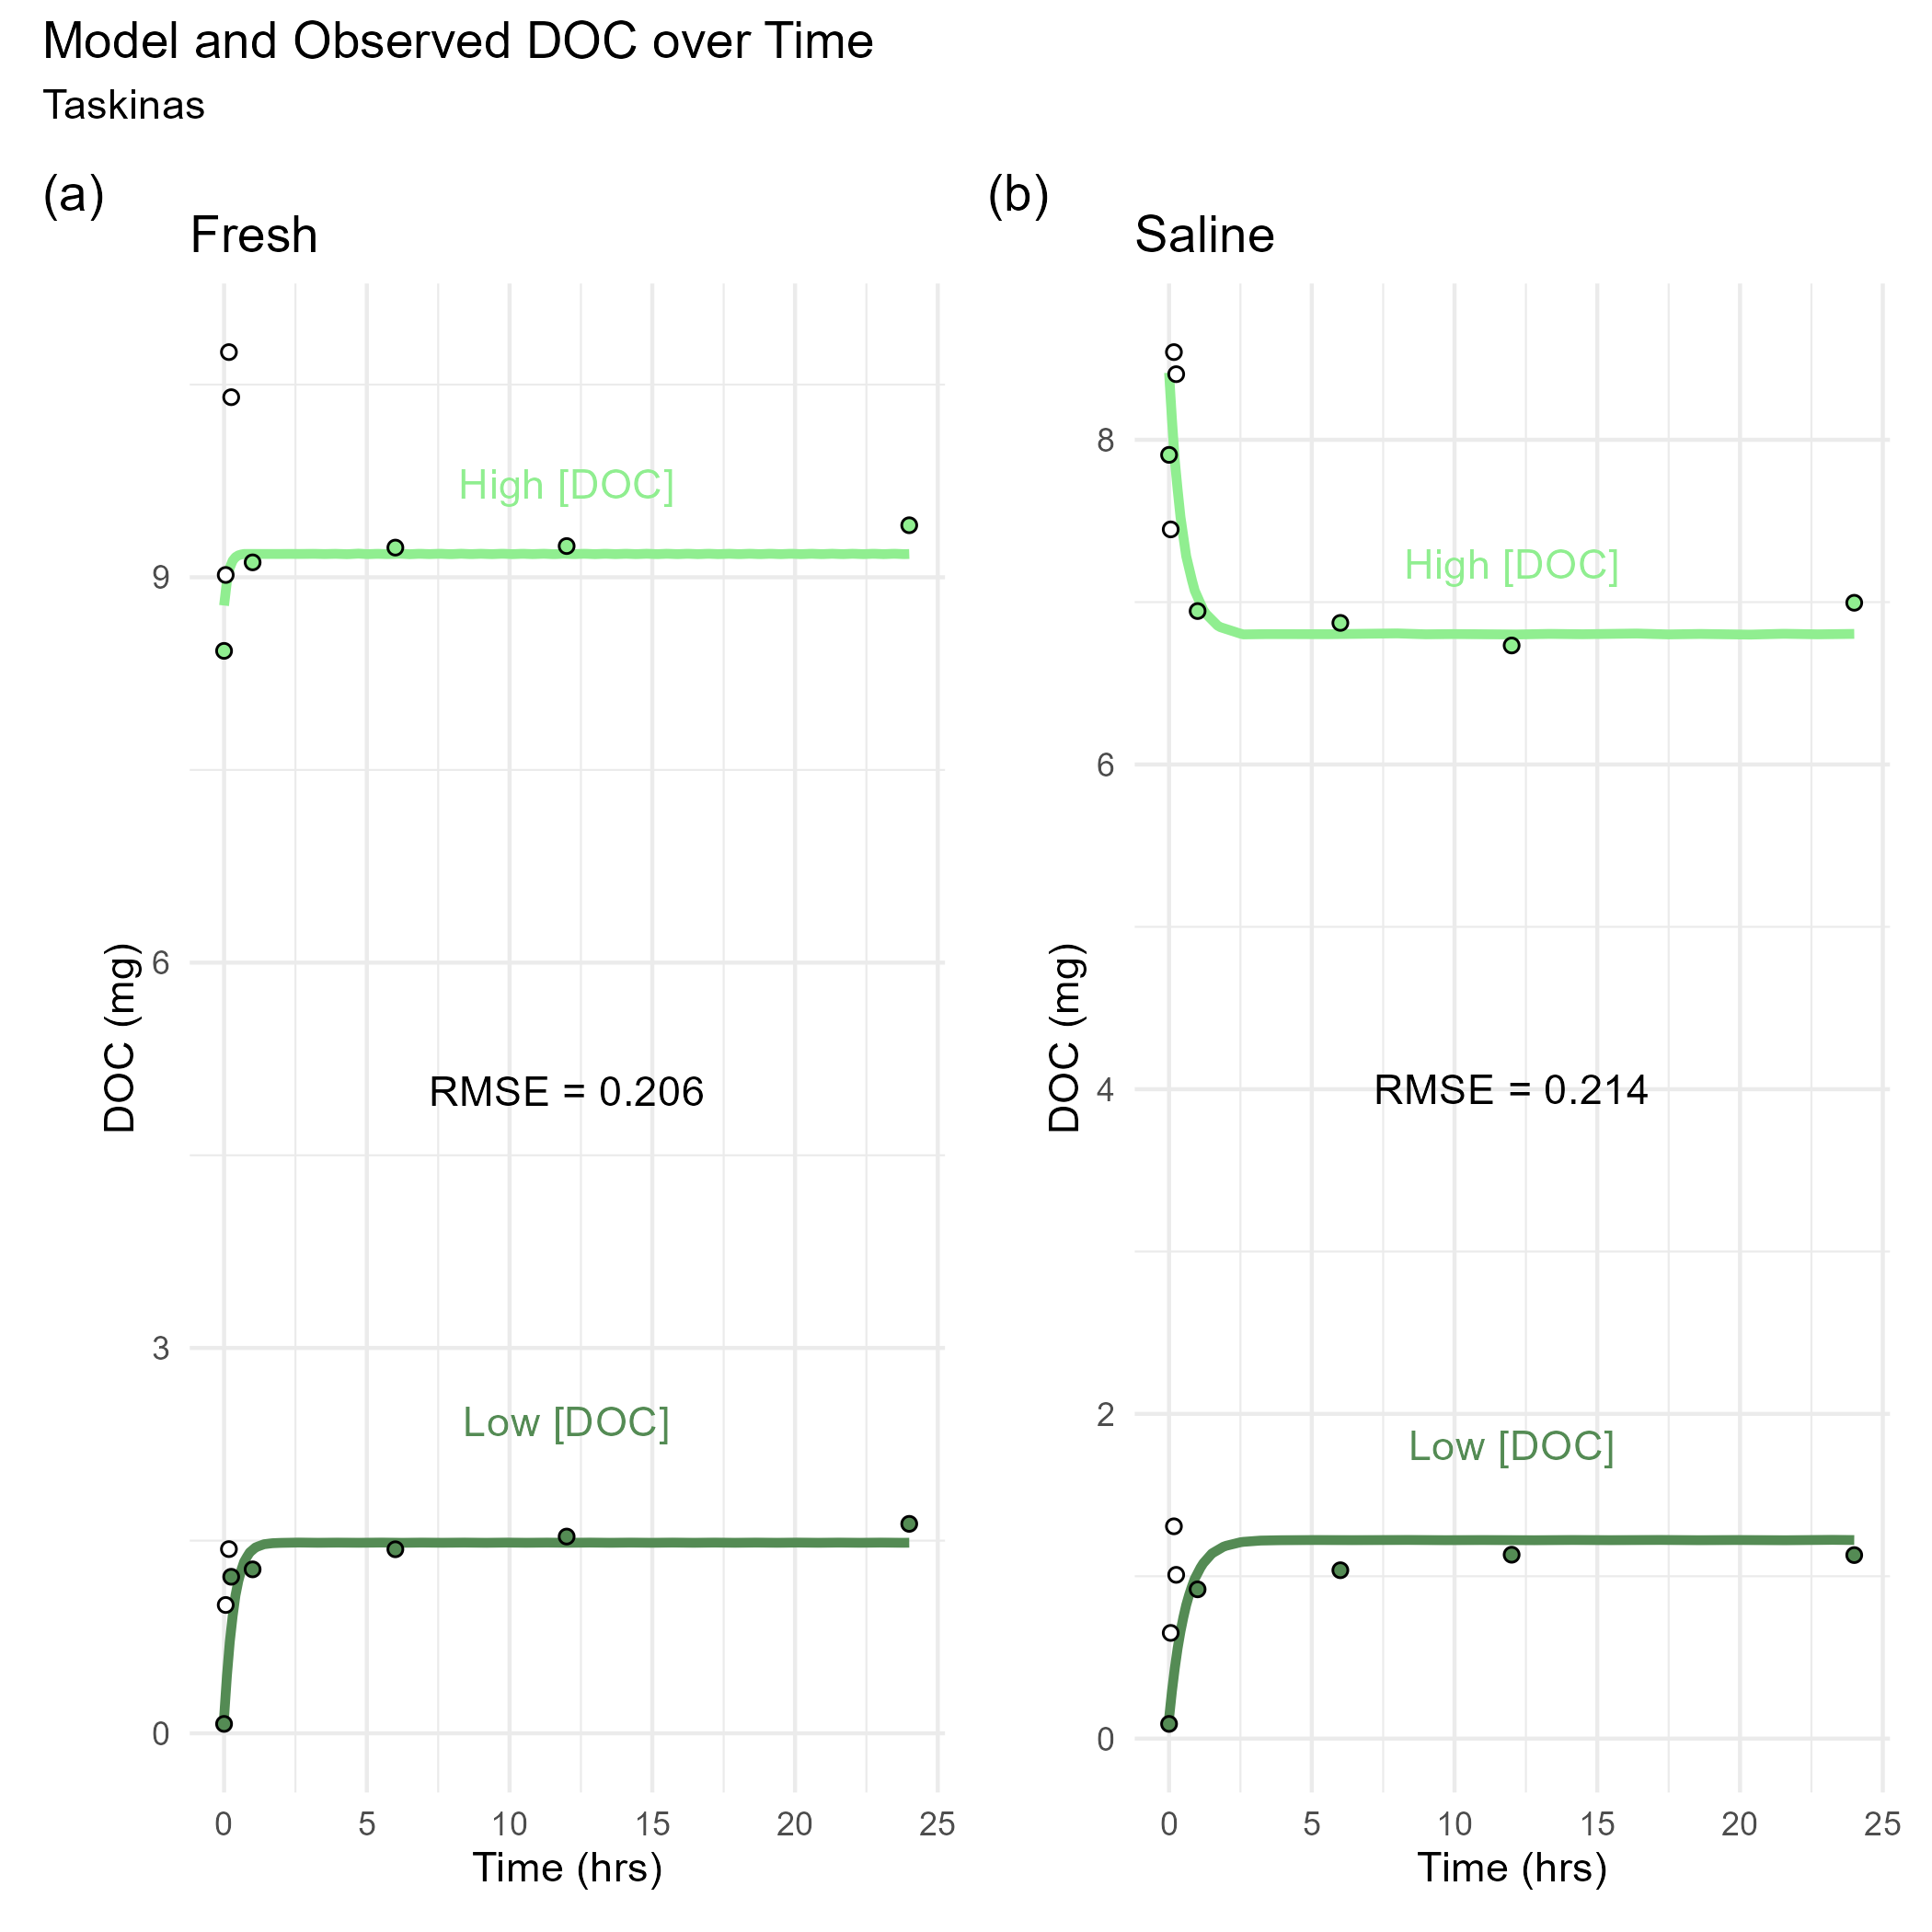 Model and Observed DOC over Time
Taskinas
(a)
Fresh
High [DOC]
RMSE = 0.206
Low [DOC]
DOC (mg)
9
6
3
0
0 5 10 15 20 25
Time (hrs)
(b)
Saline
High [DOC]
RMSE = 0.214
Low [DOC]
DOC (mg)
8
6
4
2
0
0 5 10 15 20 25
Time (hrs)